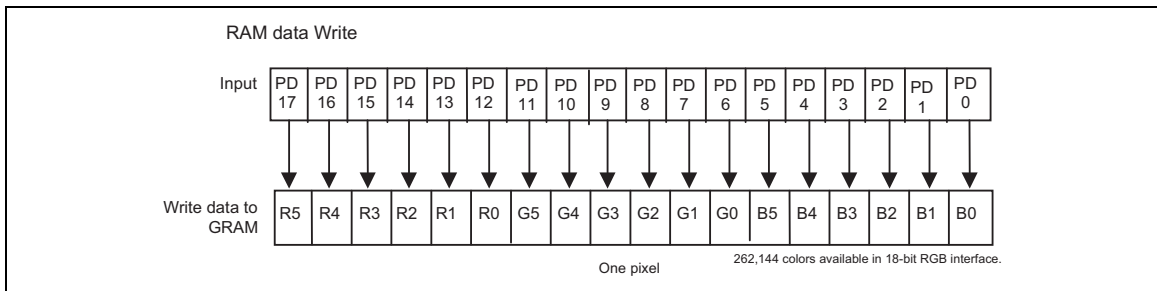 RAM data Write
Input
PD 17 PD 16 PD 15 PD 14 PD 13 PD 12 PD 11 PD 10 PD 9 PD 8 PD 7 PD 6 PD 5 PD 4 PD 3 PD 2 PD 1 PD 0
Write data to
GRAM
R5 R4 R3 R2 R1 R0 G5 G4 G3 G2 G1 G0 B5 B4 B3 B2 B1 B0
One pixel
262,144 colors available in 18-bit RGB interface.